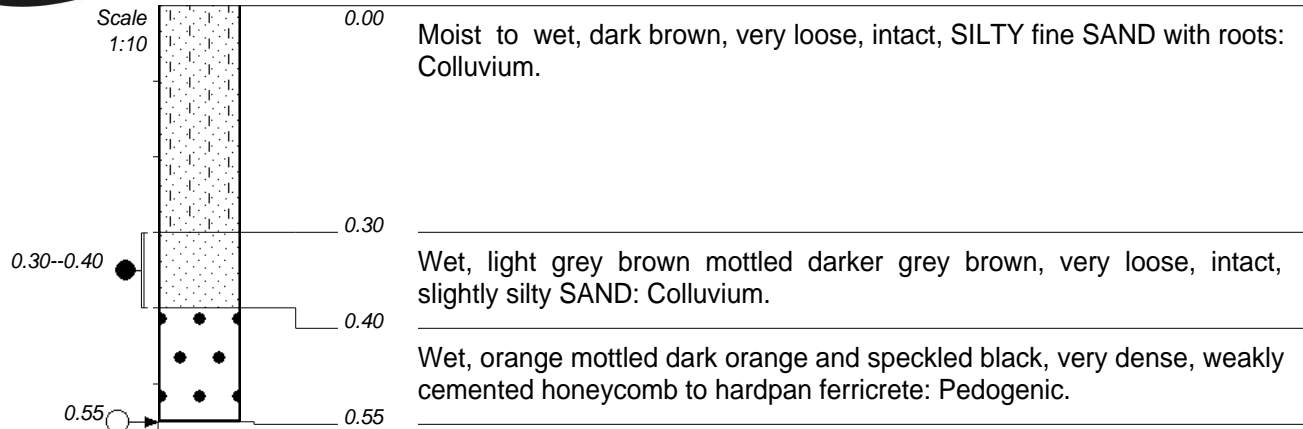 Scale
1:10
0.00
Moist to wet, dark brown, very loose, intact, SILTY fine SAND with roots:
Colluvium.
0.30
0.30--0.40
Wet, light grey brown mottled darker grey brown, very loose, intact,
slightly silty SAND: Colluvium.
0.40
Wet, orange mottled dark orange and speckled black, very dense, weakly
cemented honeycomb to hardpan ferricrete: Pedogenic.
0.55
0.55